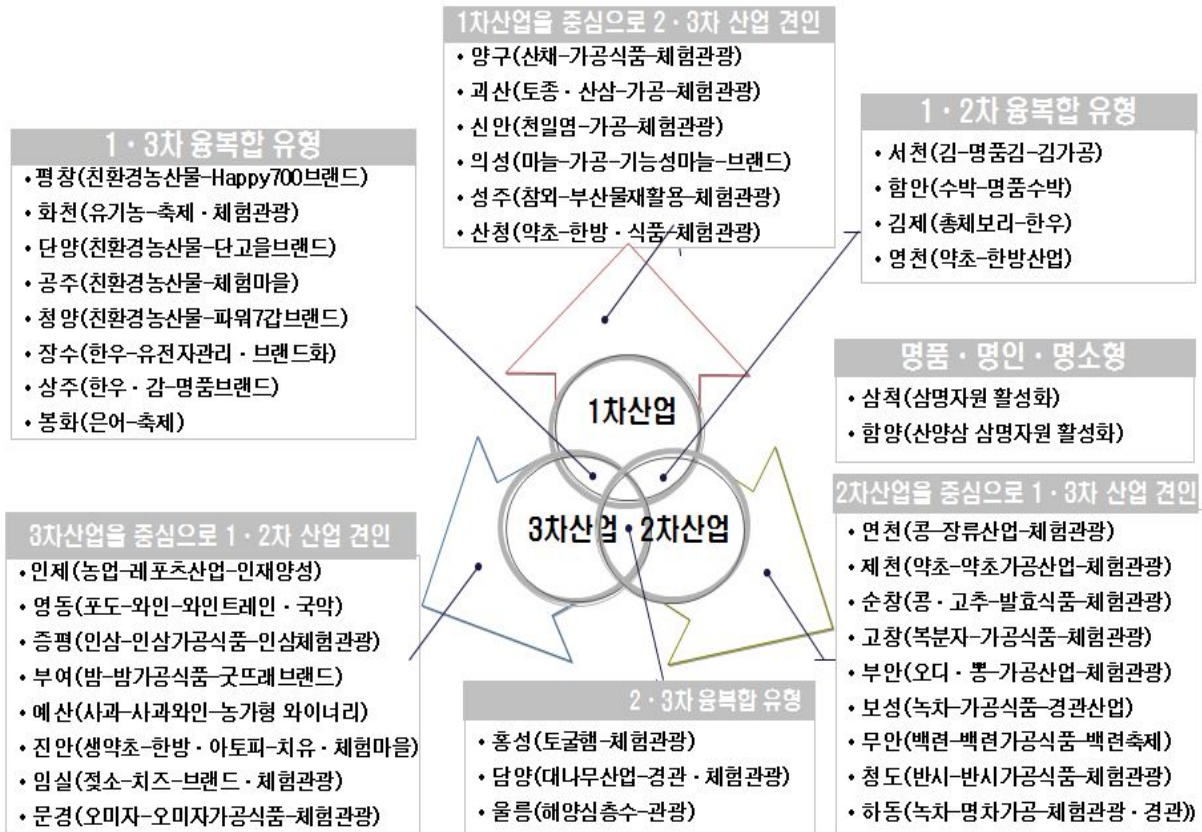 1차산업을 중심으로 2·3차 산업 견인
• 양구(산채-가공식품-체험관광)
• 괴산(토종·산삼-가공-체험관광)
• 신안(천일염-가공-체험관광)
• 의성(마늘-가공-기능성마늘-브랜드)
• 성주(참외-부산물재활용-체험관광)
• 산청(약초-한방·식품-체험관광)
1·2차 융복합 유형
• 서천(김-명품김-김가공)
• 함안(수박-명품수박)
• 김제(총체보리-한우)
• 영천(약초-한방산업)
1·3차 융복합 유형
• 평창(친환경농산물-Happy700브랜드)
• 화천(유기농-축제·체험관광)
• 단양(친환경농산물-단고을브랜드)
• 공주(친환경농산물-체험마을)
• 청양(친환경농산물-파워7갑브랜드)
• 장수(한우-유전자관리·브랜드화)
• 상주(한우·감-명품브랜드)
• 봉화(은어-축제)
명품·명인·명소형
• 삼척(삼명자원 활성화)
• 함양(산양삼 삼명자원 활성화)
1차산업
3차산업
2차산업
3차산업을 중심으로 1·2차 산업 견인
• 인제(농업-레포츠산업-인재양성)
• 영동(포도-와인-와인트레인·국악)
• 증평(인삼-인삼가공식품-인삼체험관광)
• 부여(밤-밤가공식품-굿뜨래브랜드)
• 예산(사과-사과와인-농가형 와이너리)
• 진안(생약초-한방·아토피-치유·체험마을)
• 임실(젖소-치즈-브랜드·체험관광)
• 문경(오미자-오미자가공식품-체험관광)
2·3차 융복합 유형
• 홍성(토굴햄-체험관광)
• 담양(대나무산업-경관·체험관광)
• 울릉(해양심층수-관광)
2차산업을 중심으로 1·3차 산업 견인
• 연천(콩-장류산업-체험관광)
• 제천(약초-약초가공산업-체험관광)
• 순창(콩·고추-발효식품-체험관광)
• 고창(복분자-가공식품-체험관광)
• 부안(오디·뽕-가공산업-체험관광)
• 보성(녹차-가공식품-경관산업)
• 무안(백련-백련가공식품-백련축제)
• 청도(반시-반시가공식품-체험관광)
• 하동(녹차-명차가공-체험관광·경관))